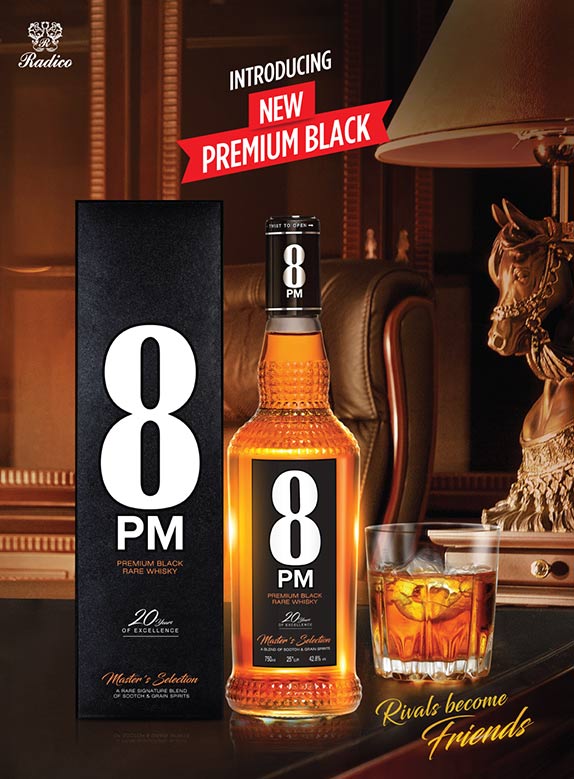 R
Radico
INTRODUCING
NEW
PREMIUM BLACK
TWIST TO OPEN
8
PM
8
PM
PREMIUM BLACK
RARE WHISKY
20 Years
OF EXCELLENCE
Master's Selection
A RARE SIGNATURE BLEND
OF SCOTCH & GRAIN SPIRITS
8
PM
PREMIUM BLACK
RARE WHISKY
20 Years
OF EXCELLENCE
Master's Selection
A BLEND OF SCOTCH & GRAIN SPIRITS
750ml 25°U.P. 42.8% v/v
Rivals become
Friends